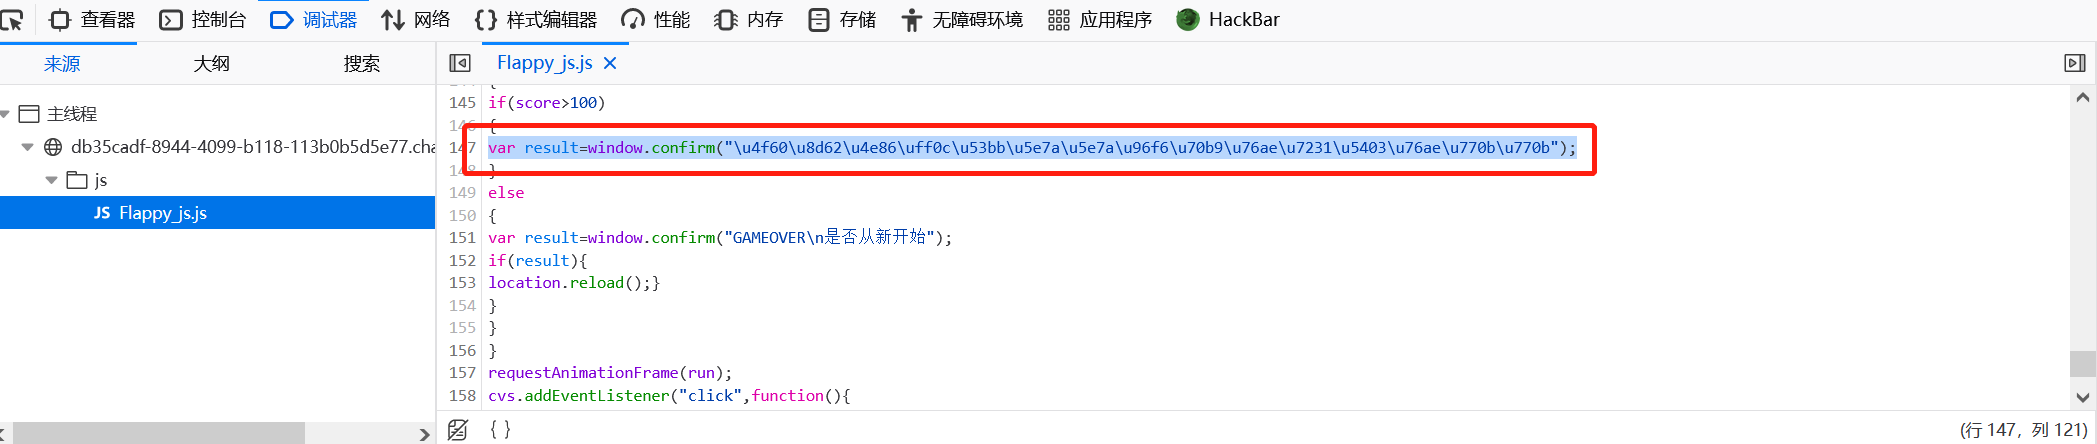 查看器 控制台 调试器 网络 样式编辑器 性能 内存 存储 无障碍环境 应用程序 HackBar
来源 大纲 搜索 Flappy_js.js
主线程
db35cadf-8944-4099-b118-113b0b5d5e77.cha
js
JS Flappy_js.js
{
145 if(score>100)
146 {
147 var result=window.confirm("\u4f60\u8d62\u4e86\uff0c\u53bb\u5e7a\u5e7a\u96f6\u70b9\u76ae\u7231\u5403\u76ae\u770b\u770b");
148 }
149 else
150 {
151 var result=window.confirm("GAMEOVER\n是否从新开始");
152 if(result){
153 location.reload();}
154 }
155 }
156 }
157 requestAnimationFrame(run);
158 cvs.addEventListener("click",function(){
{ } (行 147，列 121)